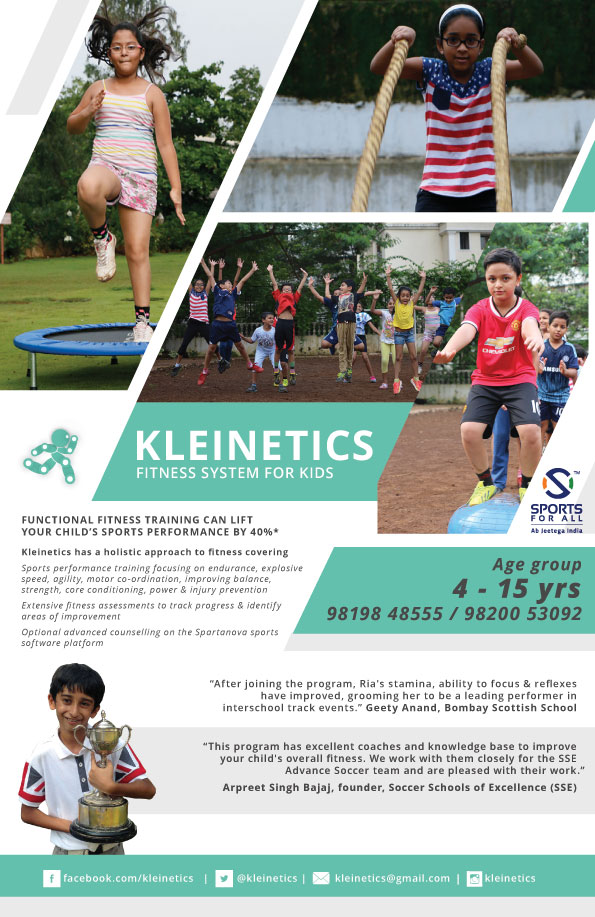 CHEVROLET
SAMSUNG
KLEINETICS
FITNESS SYSTEM FOR KIDS
S
TM
SPORTS
FOR ALL
Ab Jeetega India
FUNCTIONAL FITNESS TRAINING CAN LIFT
YOUR CHILD'S SPORTS PERFORMANCE BY 40%*
Kleinetics has a holistic approach to fitness covering
Sports performance training focusing on endurance, explosive
speed, agility, motor co-ordination, improving balance,
strength, core conditioning, power & injury prevention
Extensive fitness assessments to track progress & identify
areas of improvement
Optional advanced counselling on the Spartanova sports
software platform
Age group
4 - 15 yrs
98198 48555 / 98200 53092
“After joining the program, Ria's stamina, ability to focus & reflexes
have improved, grooming her to be a leading performer in
interschool track events.” Geety Anand, Bombay Scottish School
“This program has excellent coaches and knowledge base to improve
your child's overall fitness. We work with them closely for the SSE
Advance Soccer team and are pleased with their work.”
Arpreet Singh Bajaj, founder, Soccer Schools of Excellence (SSE)
facebook.com/kleinetics | @kleinetics | kleinetics@gmail.com | kleinetics